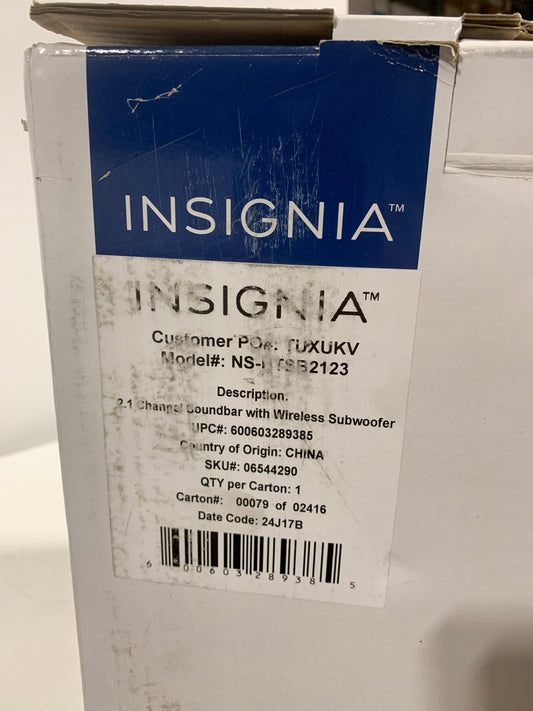 INSIGNIA™
INSIGNIA™
Customer PO#: TUXUKV
Model#:
Description:
2.1 Channel Soundbar with Wireless Subwoofer
UPC#: 600603289385
Country of Origin: CHINA
SKU#: 06544290
QTY per Carton: 1
Carton#: 00079 of 02416
Date Code: 24J17B
6 00603 28938 5